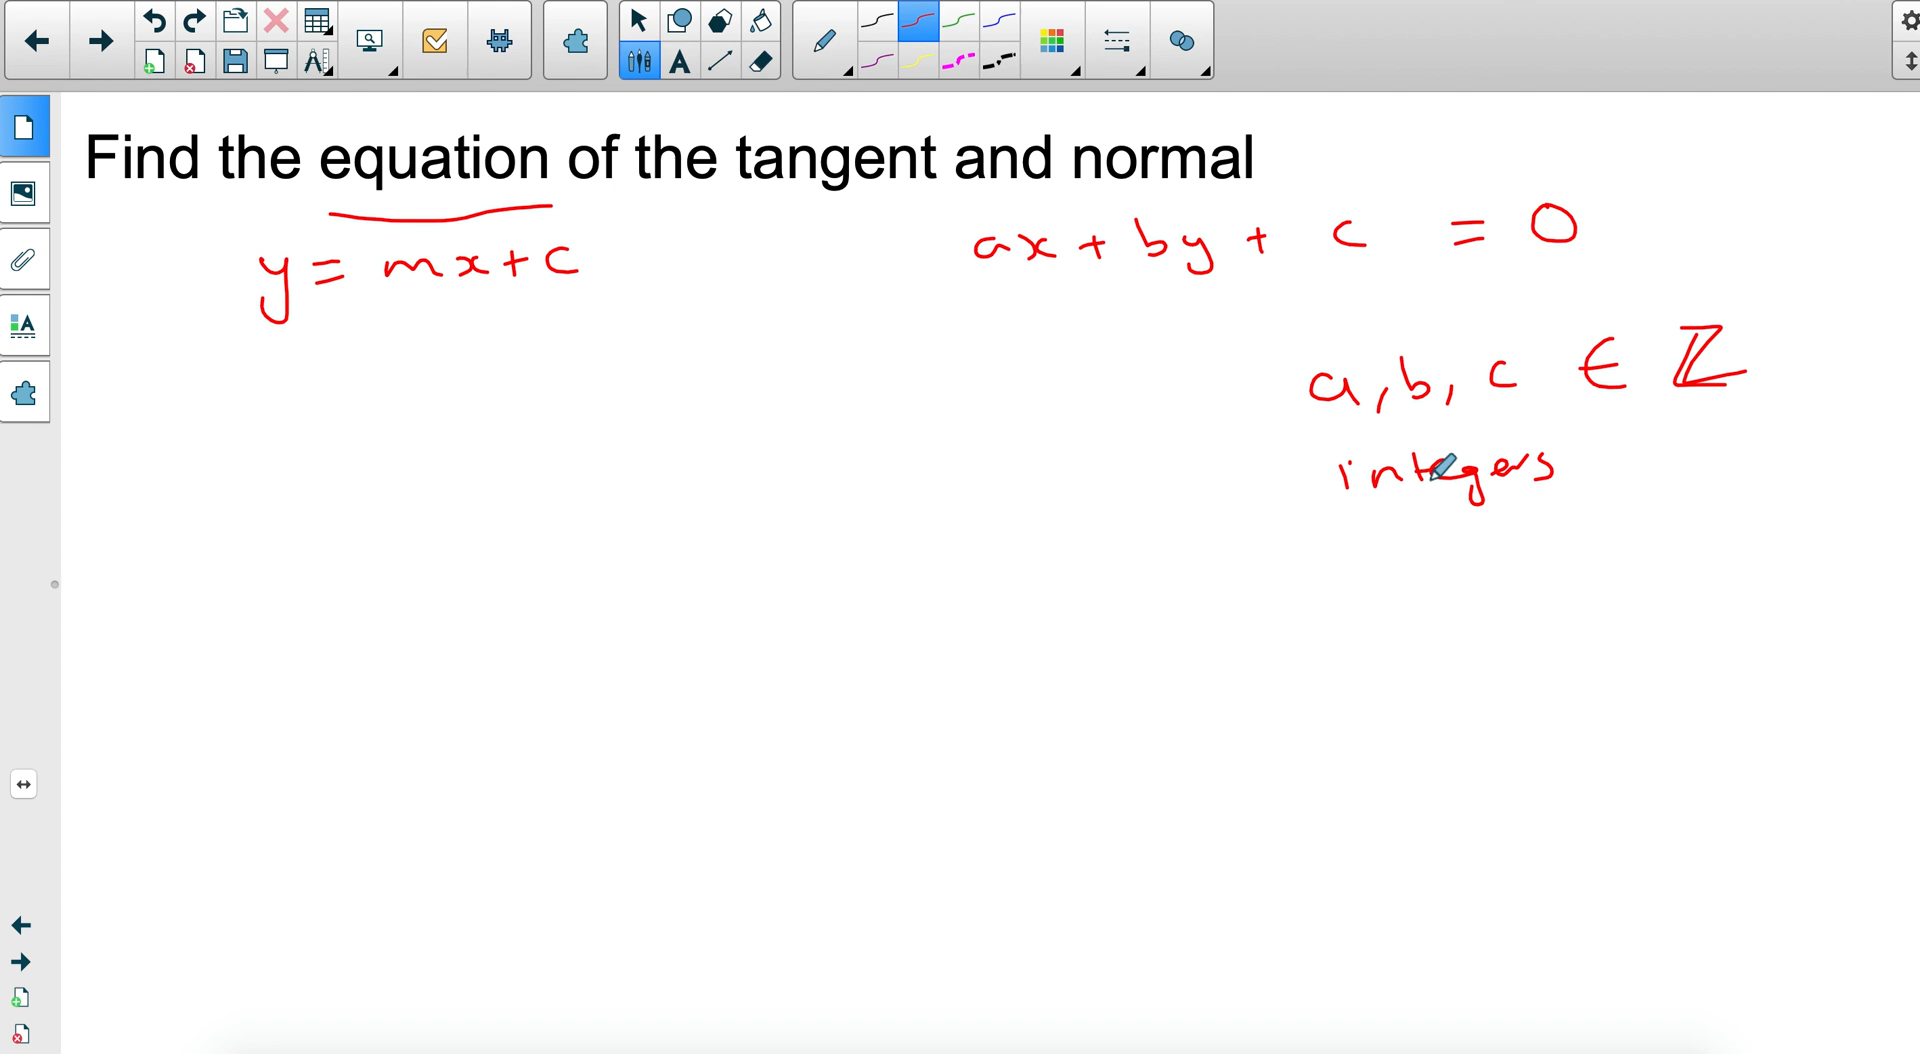 Find the equation of the tangent and normal
y = mx + c
ax + by + c = 0
a, b, c ∈ ℤ
integers